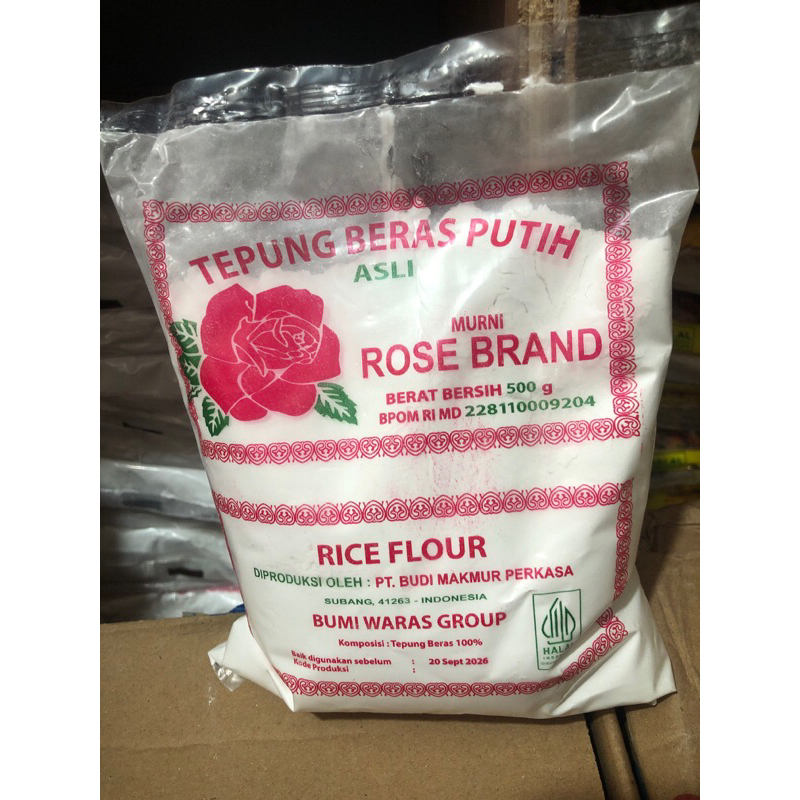 TEPUNG BERAS PUTIH
ASLI
MURNI
ROSE BRAND
BERAT BERSIH 500 g
BPOM RI MD 228110009204
RICE FLOUR
DIPRODUKSI OLEH : PT. BUDI MAKMUR PERKASA
SUBANG, 41263 - INDONESIA
BUMI WARAS GROUP
Komposisi : Tepung Beras 100%
Baik digunakan sebelum : 20 Sept 2026
Kode Produksi :
HALAL